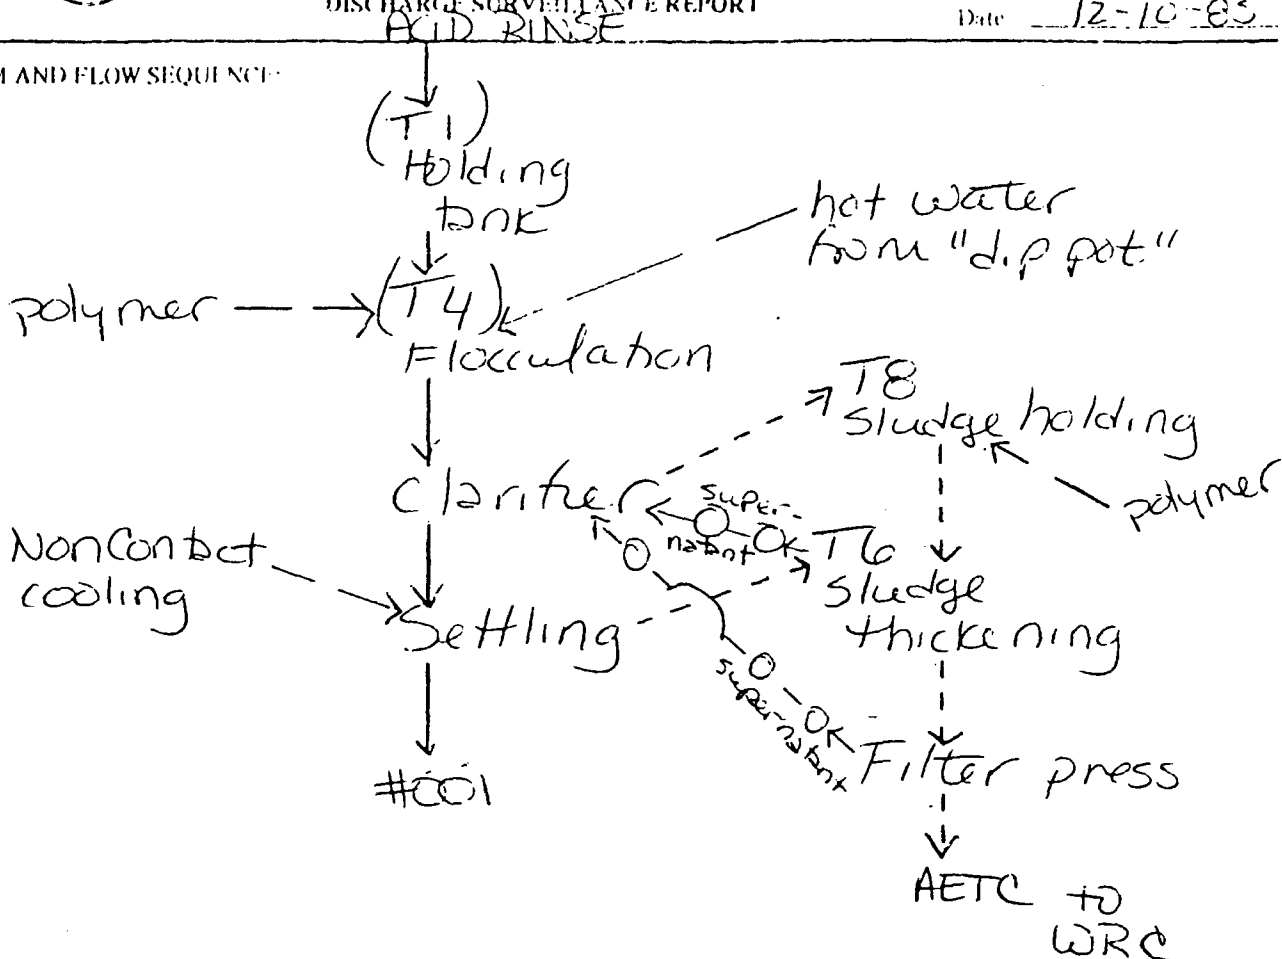 DISCHARGE SURVEILLANCE REPORT
Date 12-10-85
ACID RINSE
AND FLOW SEQUENCE:
(T1)
Holding
tank
hot water
from "dip pot"
polymer
(T4)
Flocculation
T8
Sludge holding
polymer
Clarifier
super-
natant
T6
Sludge
thickening
NonContact
cooling
Settling
supernatant
Filter press
#001
AETC to
WRC